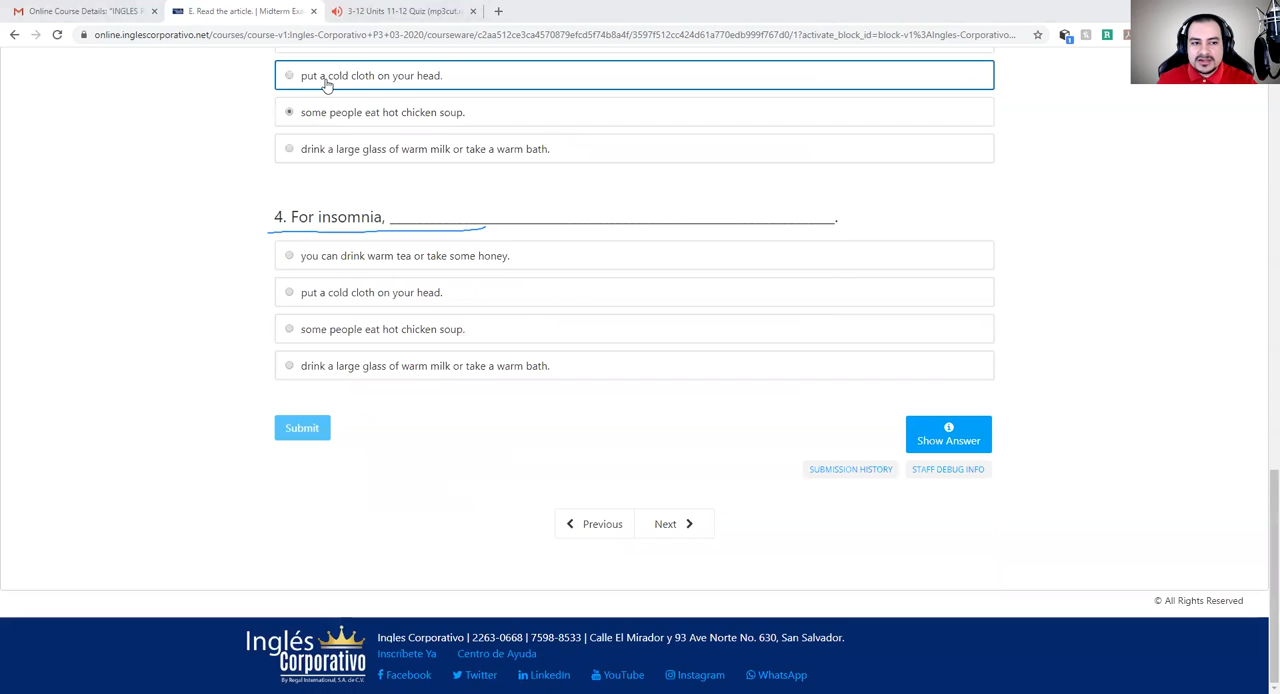 Online Course Details: "INGLES P
E. Read the article. | Midterm Exa
3-12 Units 11-12 Quiz (mp3cut.
online.inglescorporativo.net/courses/course-v1:Ingles-Corporativo+P3+03-2020/courseware/c2aa512ce3ca4570879efcd5f74b8a4f/3597f512cc424d61a770edb999f767d0/1?activate_block_id=block-v1%3AIngles-Corporativo...
put a cold cloth on your head.
some people eat hot chicken soup.
drink a large glass of warm milk or take a warm bath.
4. For insomnia, ______________________________.
you can drink warm tea or take some honey.
put a cold cloth on your head.
some people eat hot chicken soup.
drink a large glass of warm milk or take a warm bath.
Submit
Show Answer
SUBMISSION HISTORY
STAFF DEBUG INFO
Previous
Next
© All Rights Reserved
Inglés Corporativo
By Regul International, S.A. de C.V.
Ingles Corporativo | 2263-0668 | 7598-8533 | Calle El Mirador y 93 Ave Norte No. 630, San Salvador.
Inscríbete Ya Centro de Ayuda
Facebook Twitter LinkedIn YouTube Instagram WhatsApp